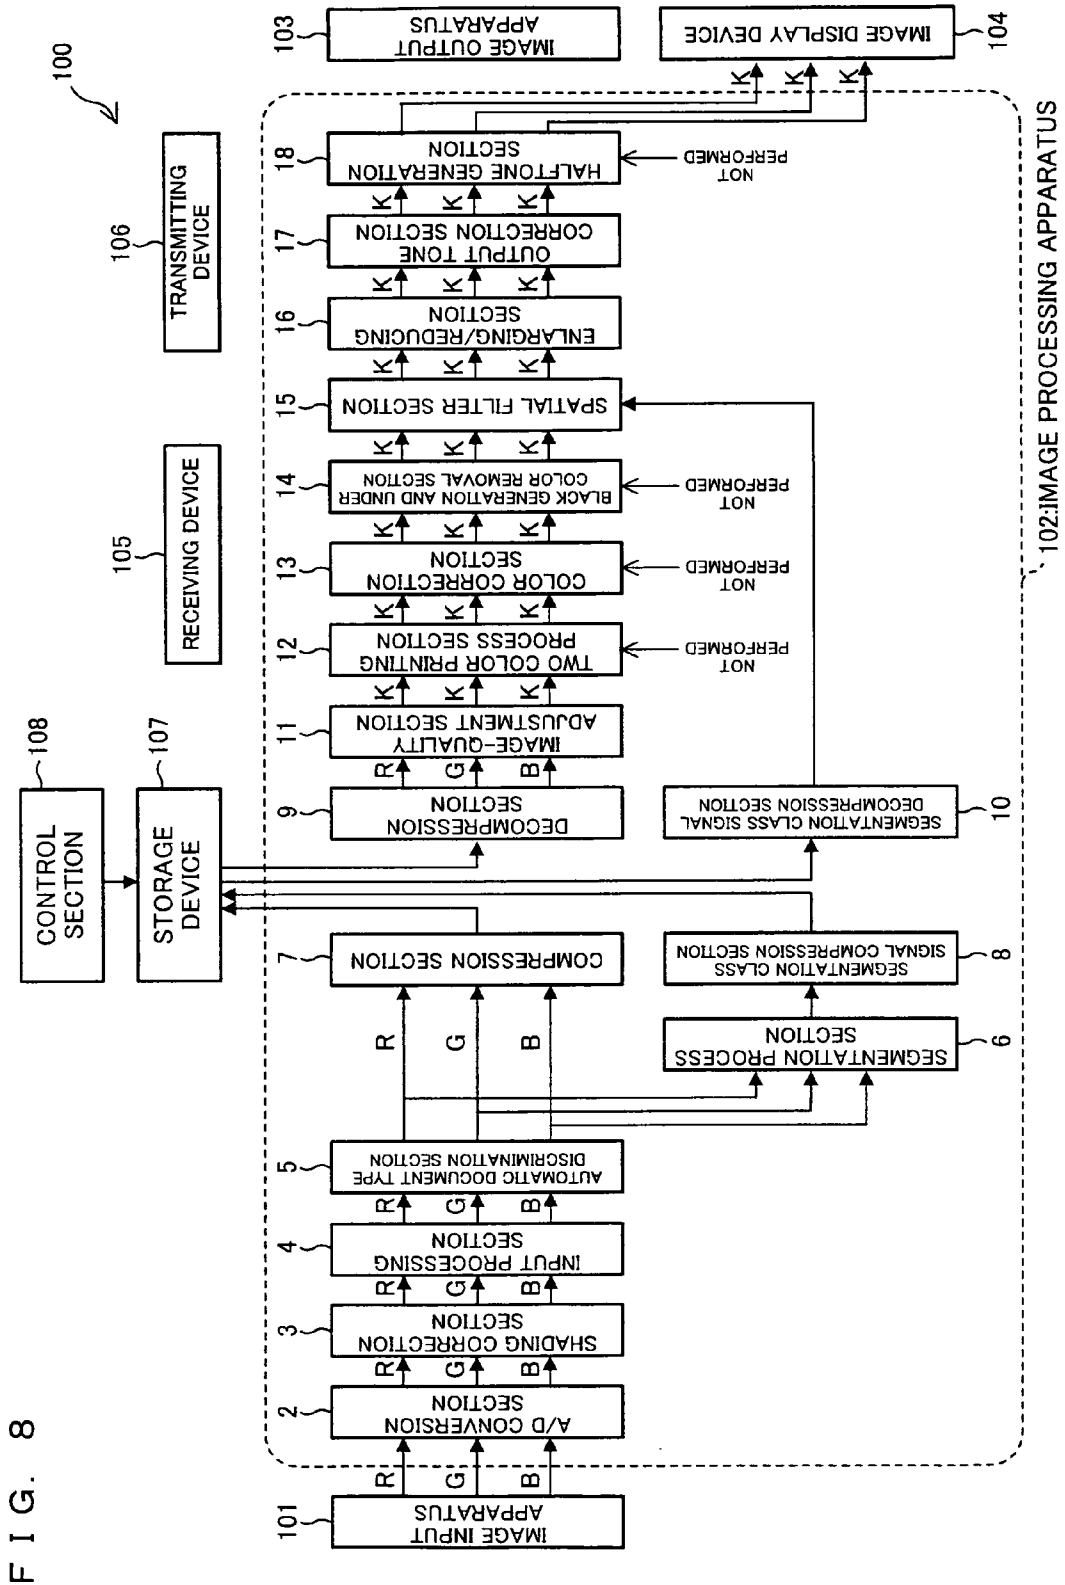 FIG. 8
100
108
CONTROL
SECTION
107
STORAGE
DEVICE
105
RECEIVING DEVICE
106
TRANSMITTING
DEVICE
101
IMAGE INPUT
APPARATUS
R
G
B
2
A/D CONVERSION
SECTION
R
G
B
3
SHADING CORRECTION
SECTION
R
G
B
4
INPUT PROCESSING
SECTION
R
G
B
5
AUTOMATIC DOCUMENT TYPE
DISCRIMINATION SECTION
R
G
B
7
COMPRESSION SECTION
SEGMENTATION PROCESS
SECTION
6
SEGMENTATION CLASS
SIGNAL COMPRESSION SECTION
8
9
DECOMPRESSION
SECTION
SEGMENTATION CLASS SIGNAL
DECOMPRESSION SECTION
10
R
G
B
11
IMAGE-QUALITY
ADJUSTMENT SECTION
K
K
K
12
TWO COLOR PRINTING
PROCESS SECTION
NOT
PERFORMED
K
K
K
13
COLOR CORRECTION
SECTION
NOT
PERFORMED
K
K
K
14
BLACK GENERATION AND UNDER
COLOR REMOVAL SECTION
NOT
PERFORMED
K
K
K
15
SPATIAL FILTER SECTION
K
K
K
16
ENLARGING/REDUCING
SECTION
K
K
K
17
OUTPUT TONE
CORRECTION SECTION
K
K
K
18
HALFTONE GENERATION
SECTION
NOT
PERFORMED
K
K
K
103
IMAGE OUTPUT
APPARATUS
IMAGE DISPLAY DEVICE
104
102:IMAGE PROCESSING APPARATUS